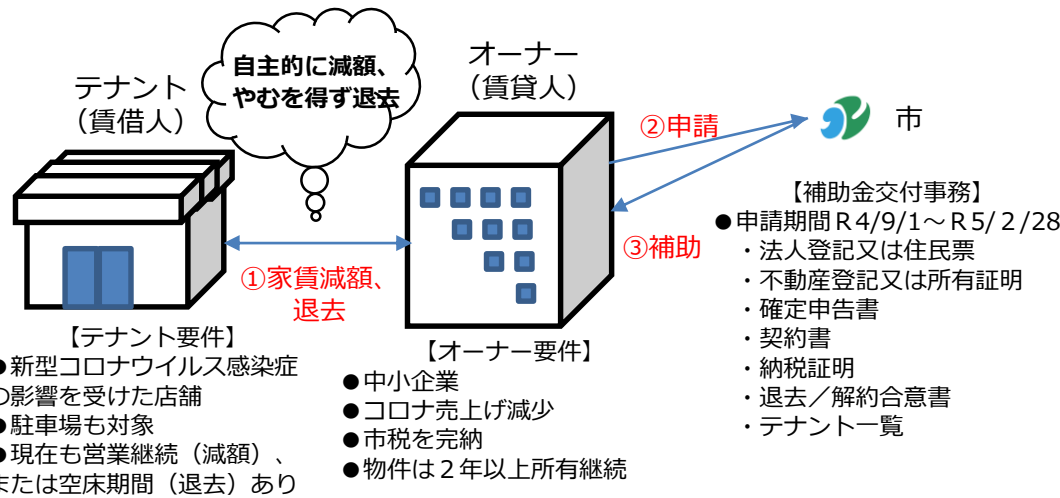 自主的に減額、
やむを得ず退去
テナント
（賃借人）
オーナー
（賃貸人）
②申請
市
③補助
①家賃減額、
退去
【テナント要件】
●新型コロナウイルス感染症
の影響を受けた店舗
●駐車場も対象
●現在も営業継続（減額）、
または空床期間（退去）あり
【オーナー要件】
●中小企業
●コロナ売上げ減少
●市税を完納
●物件は２年以上所有継続
【補助金交付事務】
●申請期間Ｒ4/9/1～Ｒ5/２/28
・法人登記又は住民票
・不動産登記又は所有証明
・確定申告書
・契約書
・納税証明
・退去／解約合意書
・テナント一覧